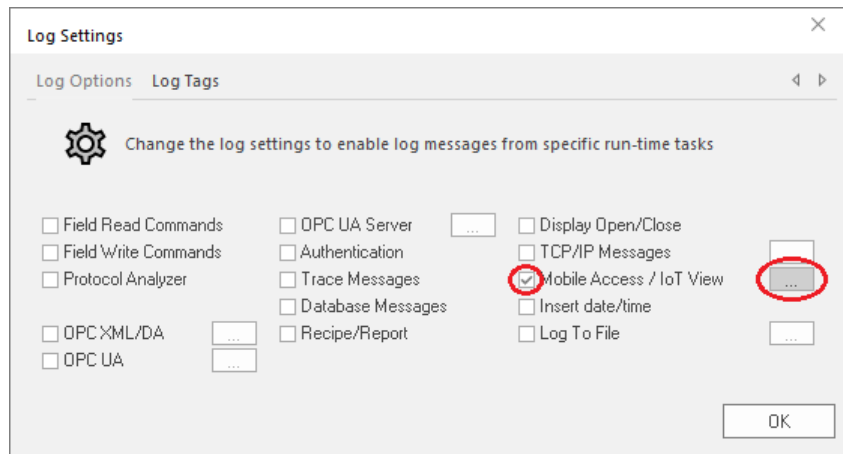 Log Settings
Log Options Log Tags
Change the log settings to enable log messages from specific run-time tasks
Field Read Commands OPC UA Server ... Display Open/Close
Field Write Commands Authentication TCP/IP Messages
Protocol Analyzer Trace Messages Mobile Access / IoT View ...
Database Messages Insert date/time
OPC XML/DA ... Recipe/Report Log To File ...
OPC UA ...
OK